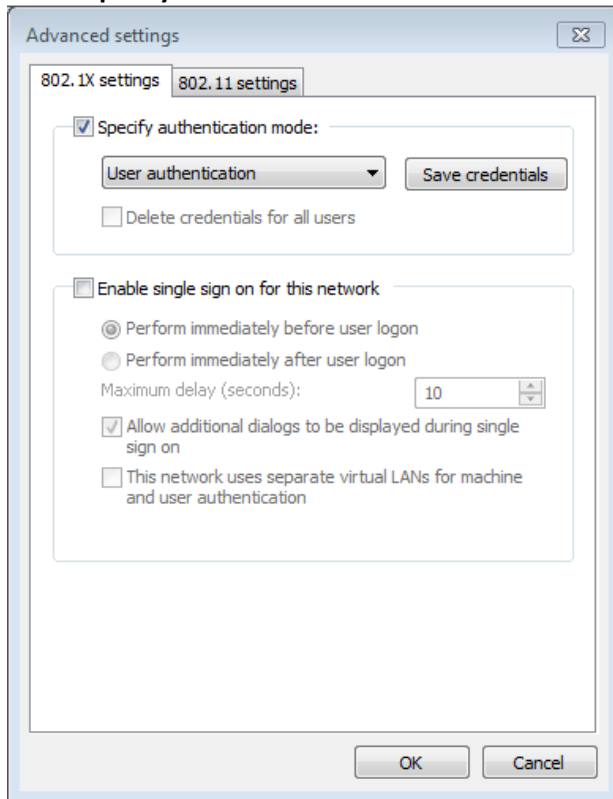 Advanced settings
802.1X settings
802.11 settings
Specify authentication mode:
User authentication
Save credentials
Delete credentials for all users
Enable single sign on for this network
Perform immediately before user logon
Perform immediately after user logon
Maximum delay (seconds):
10
Allow additional dialogs to be displayed during single
sign on
This network uses separate virtual LANs for machine
and user authentication
OK
Cancel